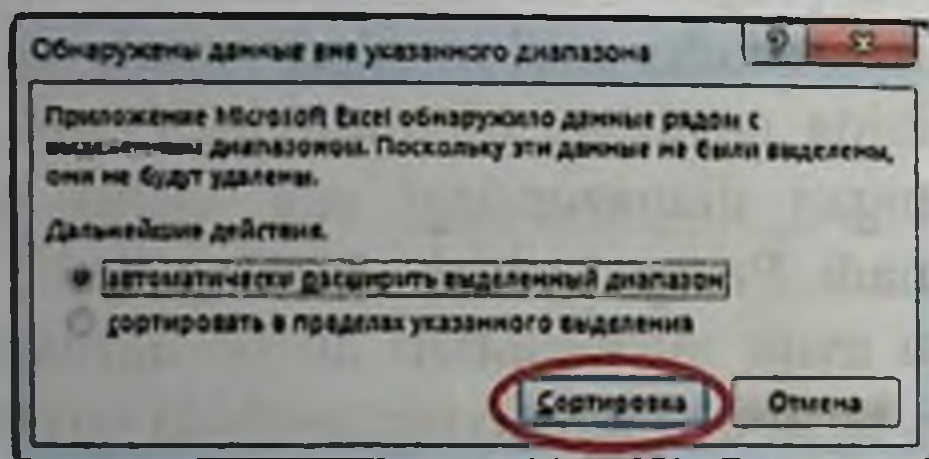 Обнаружены данные вне указанного диапазона
Приложение Microsoft Excel обнаружило данные рядом с
диапазоном. Поскольку эти данные не были выделены,
они не будут удалены.
Дальнейшие действия.
автоматически расширить выделенный диапазон
сортировать в пределах указанного выделения
Сортировка
Отмена